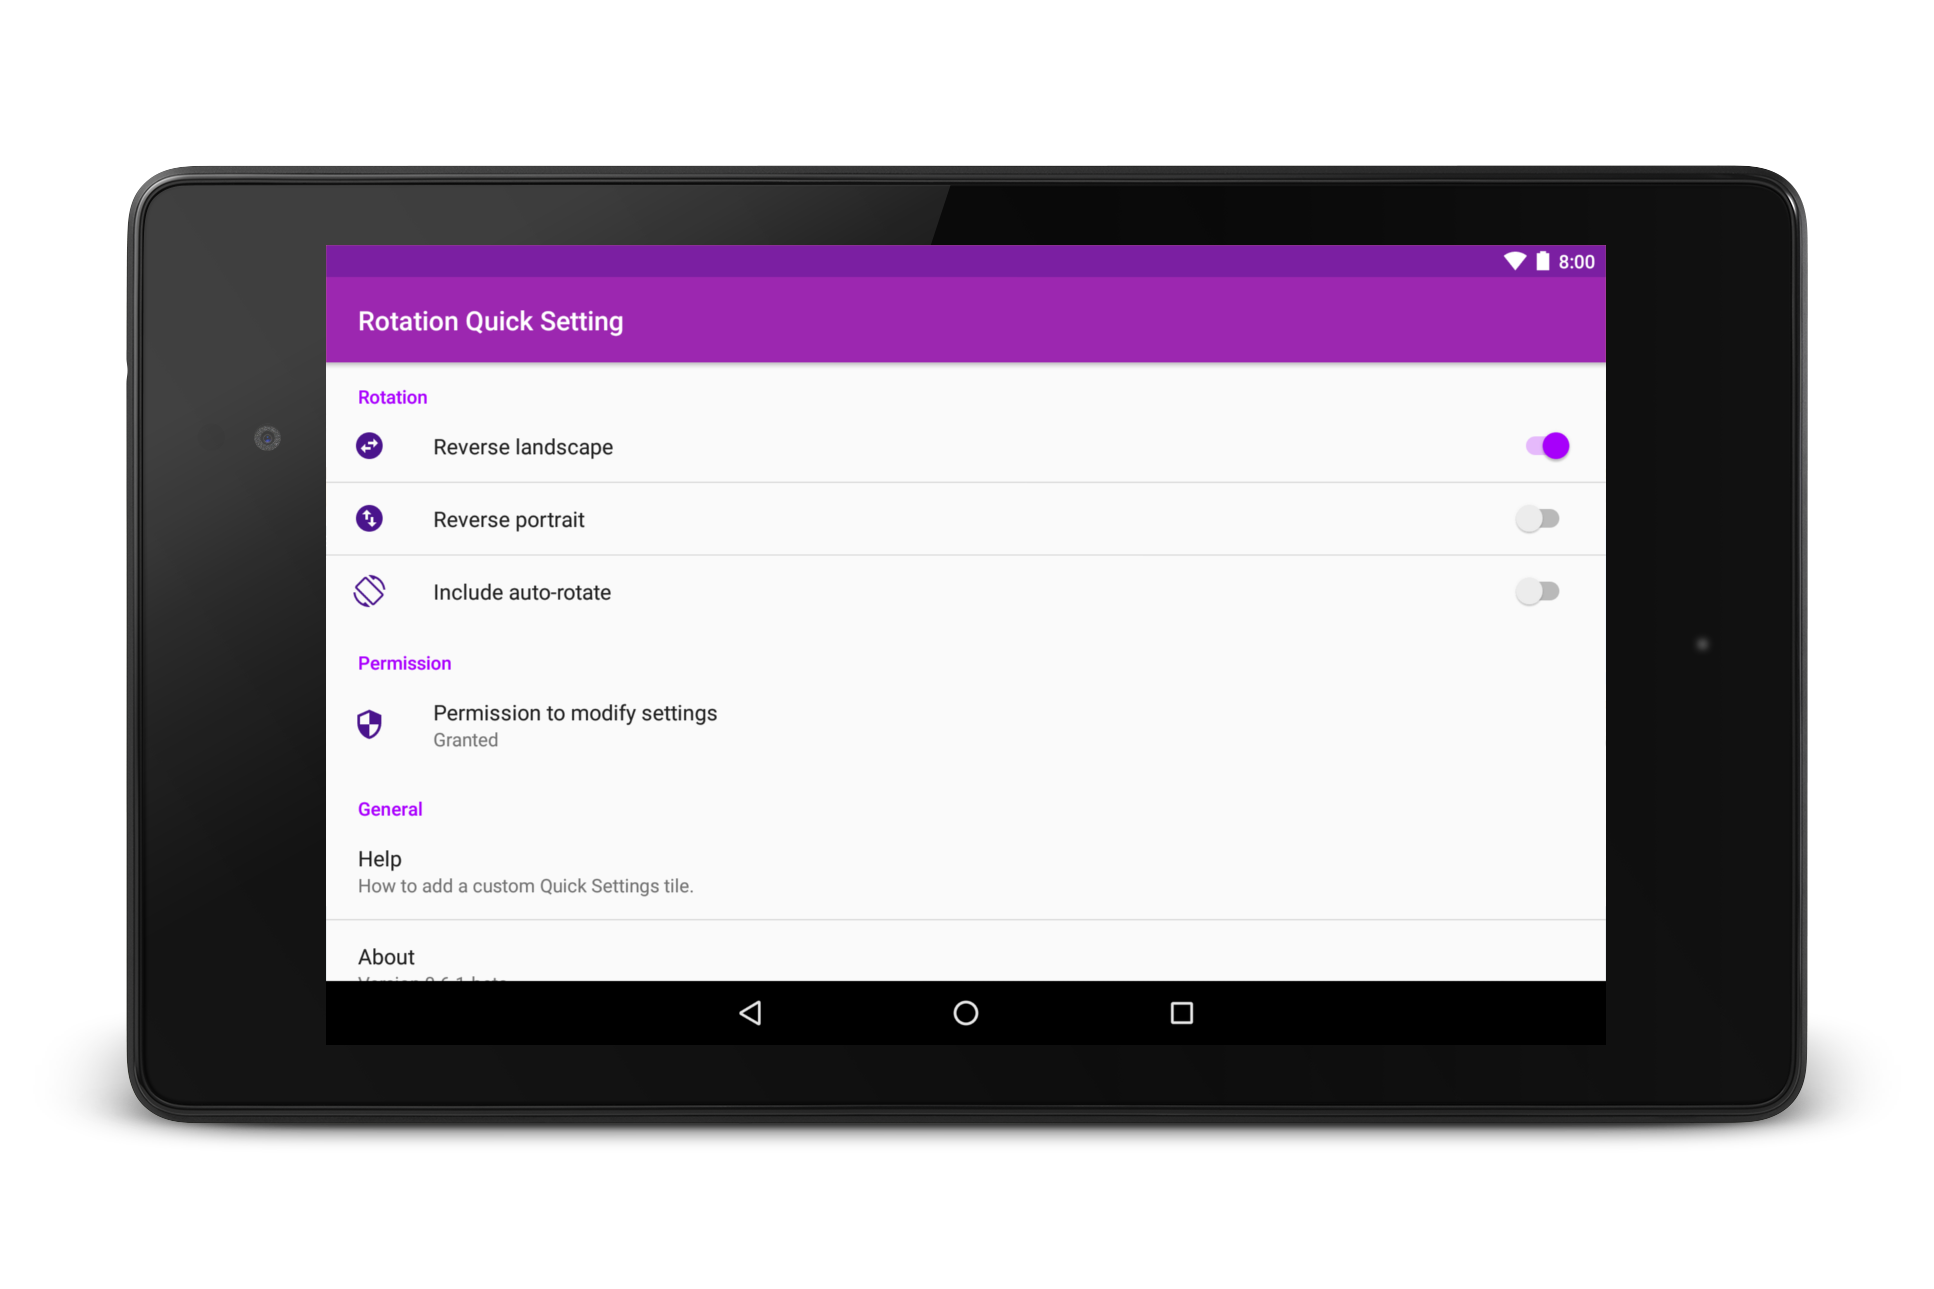 8:00
Rotation Quick Setting
Rotation
Reverse landscape
Reverse portrait
Include auto-rotate
Permission
Permission to modify settings
Granted
General
Help
How to add a custom Quick Settings tile.
About